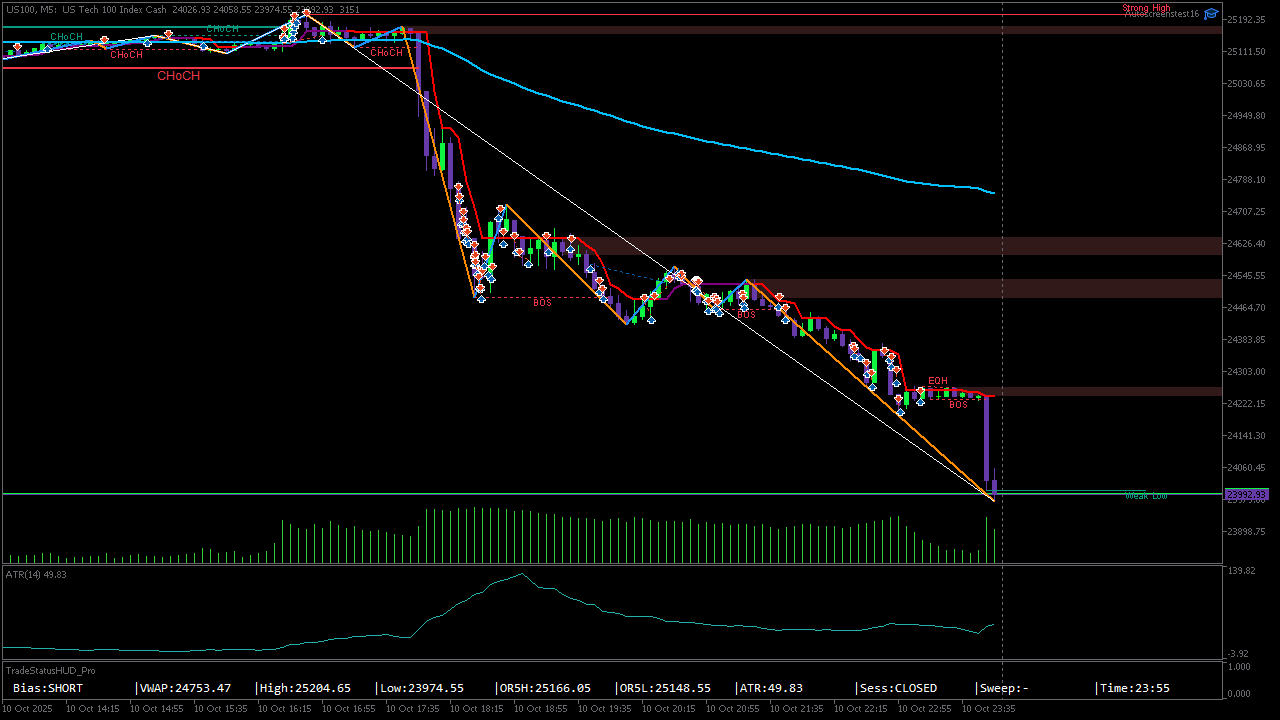 US100, M5: US Tech 100 Index Cash 24026.93 24058.55 23974.55 23992.93 3151
Strong High
Autoscreenstest16
25192.35
25111.50
25030.65
24949.80
24868.95
24788.10
24707.25
24626.40
24545.55
24464.70
24383.85
24303.00
24222.15
24141.30
24060.45
23992.93
23898.75
CHoCH
CHoCH
CHoCH
CHoCH
CHoCH
BOS
BOS
EQH
BOS
Weak Low
ATR(14) 49.83
139.82
-3.92
TradeStatusHUD_Pro
1.000
0.000
Bias:SHORT
VWAP:24753.47
High:25204.65
Low:23974.55
OR5H:25166.05
OR5L:25148.55
ATR:49.83
Sess:CLOSED
Sweep:-
Time:23:55
10 Oct 2025
10 Oct 14:15
10 Oct 14:55
10 Oct 15:35
10 Oct 16:15
10 Oct 16:55
10 Oct 17:35
10 Oct 18:15
10 Oct 18:55
10 Oct 19:35
10 Oct 20:15
10 Oct 20:55
10 Oct 21:35
10 Oct 22:15
10 Oct 22:55
10 Oct 23:35